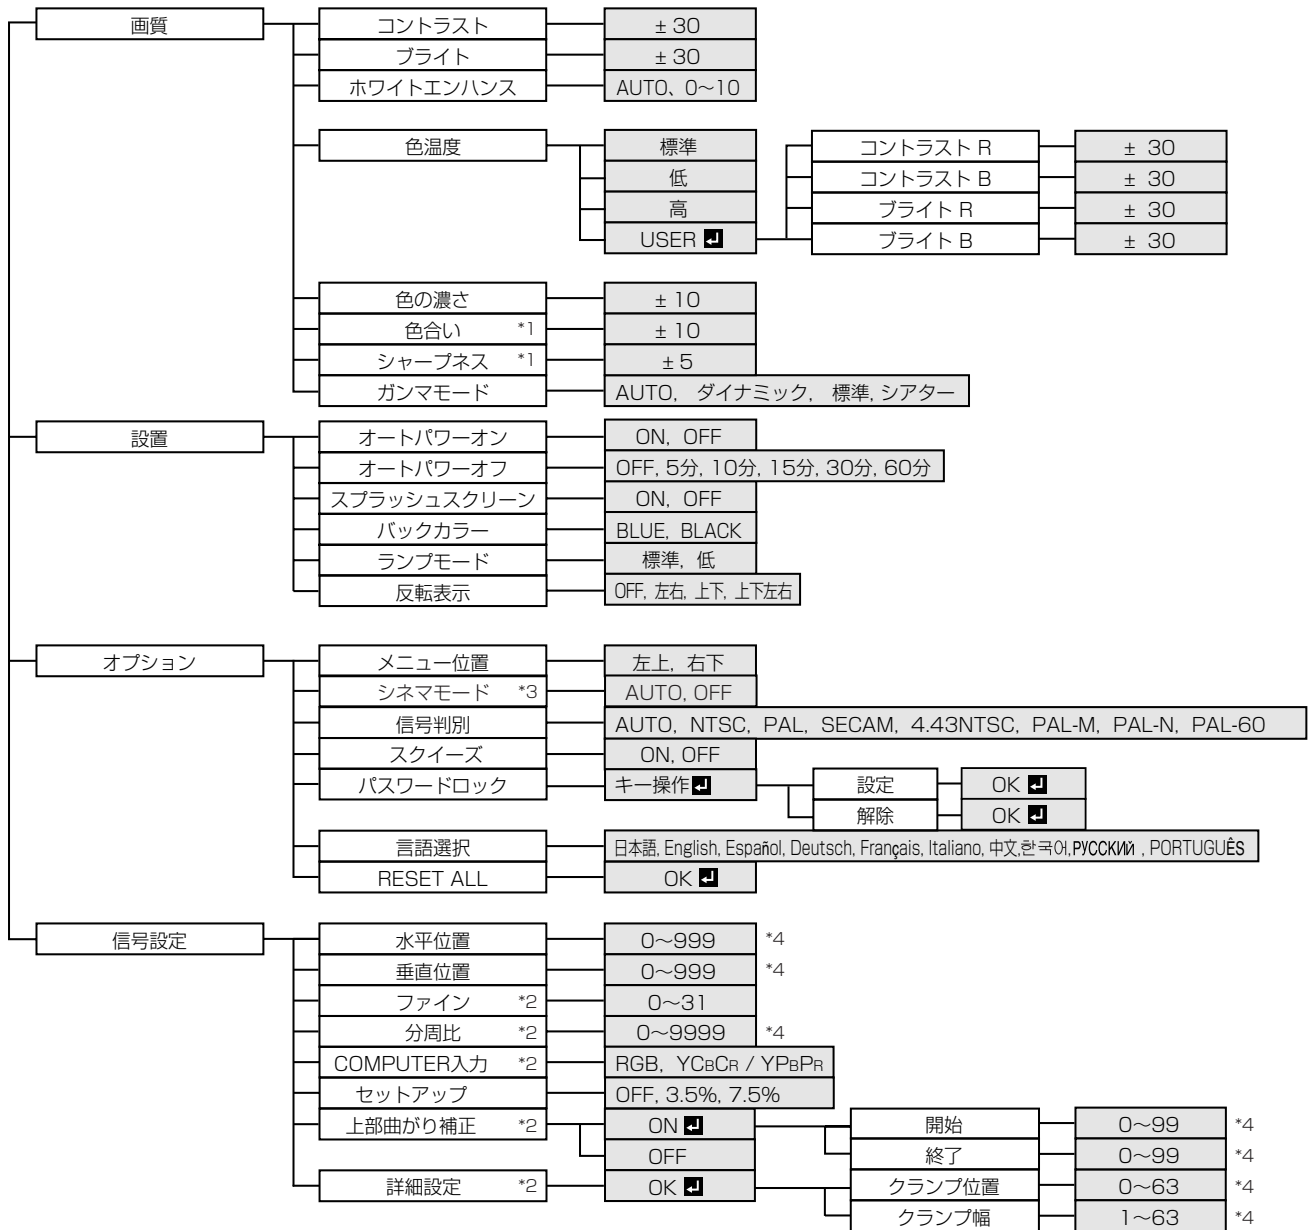 画質 コントラスト ± 30
ブライト ± 30
ホワイトエンハンス AUTO、0〜10
色温度 標準 コントラスト R ± 30
低 コントラスト B ± 30
高 ブライト R ± 30
USER ↵ ブライト B ± 30
色の濃さ ± 10
色合い *1 ± 10
シャープネス *1 ± 5
ガンマモード AUTO, ダイナミック, 標準, シアター
設置 オートパワーオン ON, OFF
オートパワーオフ OFF, 5分, 10分, 15分, 30分, 60分
スプラッシュスクリーン ON, OFF
バックカラー BLUE, BLACK
ランプモード 標準, 低
反転表示 OFF, 左右, 上下, 上下左右
オプション メニュー位置 左上, 右下
シネマモード *3 AUTO, OFF
信号判別 AUTO, NTSC, PAL, SECAM, 4.43NTSC, PAL-M, PAL-N, PAL-60
スクイーズ ON, OFF
パスワードロック キー操作↵ 設定 OK ↵
解除 OK ↵
言語選択 日本語, English, Español, Deutsch, Français, Italiano, 中文,한국어,РУССКИй , PORTUGUÊS
RESET ALL OK ↵
信号設定 水平位置 0〜999 *4
垂直位置 0〜999 *4
ファイン *2 0〜31
分周比 *2 0〜9999 *4
COMPUTER入力 *2 RGB, YCBCR / YPBPR
セットアップ OFF, 3.5%, 7.5%
上部曲がり補正 *2 ON ↵ 開始 0〜99 *4
OFF 終了 0〜99 *4
詳細設定 *2 OK ↵ クランプ位置 0〜63 *4
クランプ幅 1〜63 *4